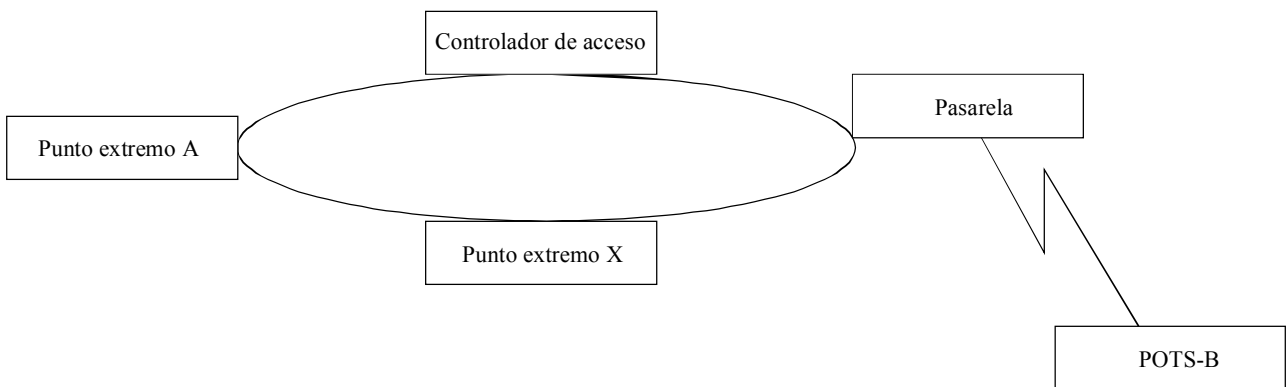 Controlador de acceso
Pasarela
Punto extremo A
Punto extremo X
POTS-B